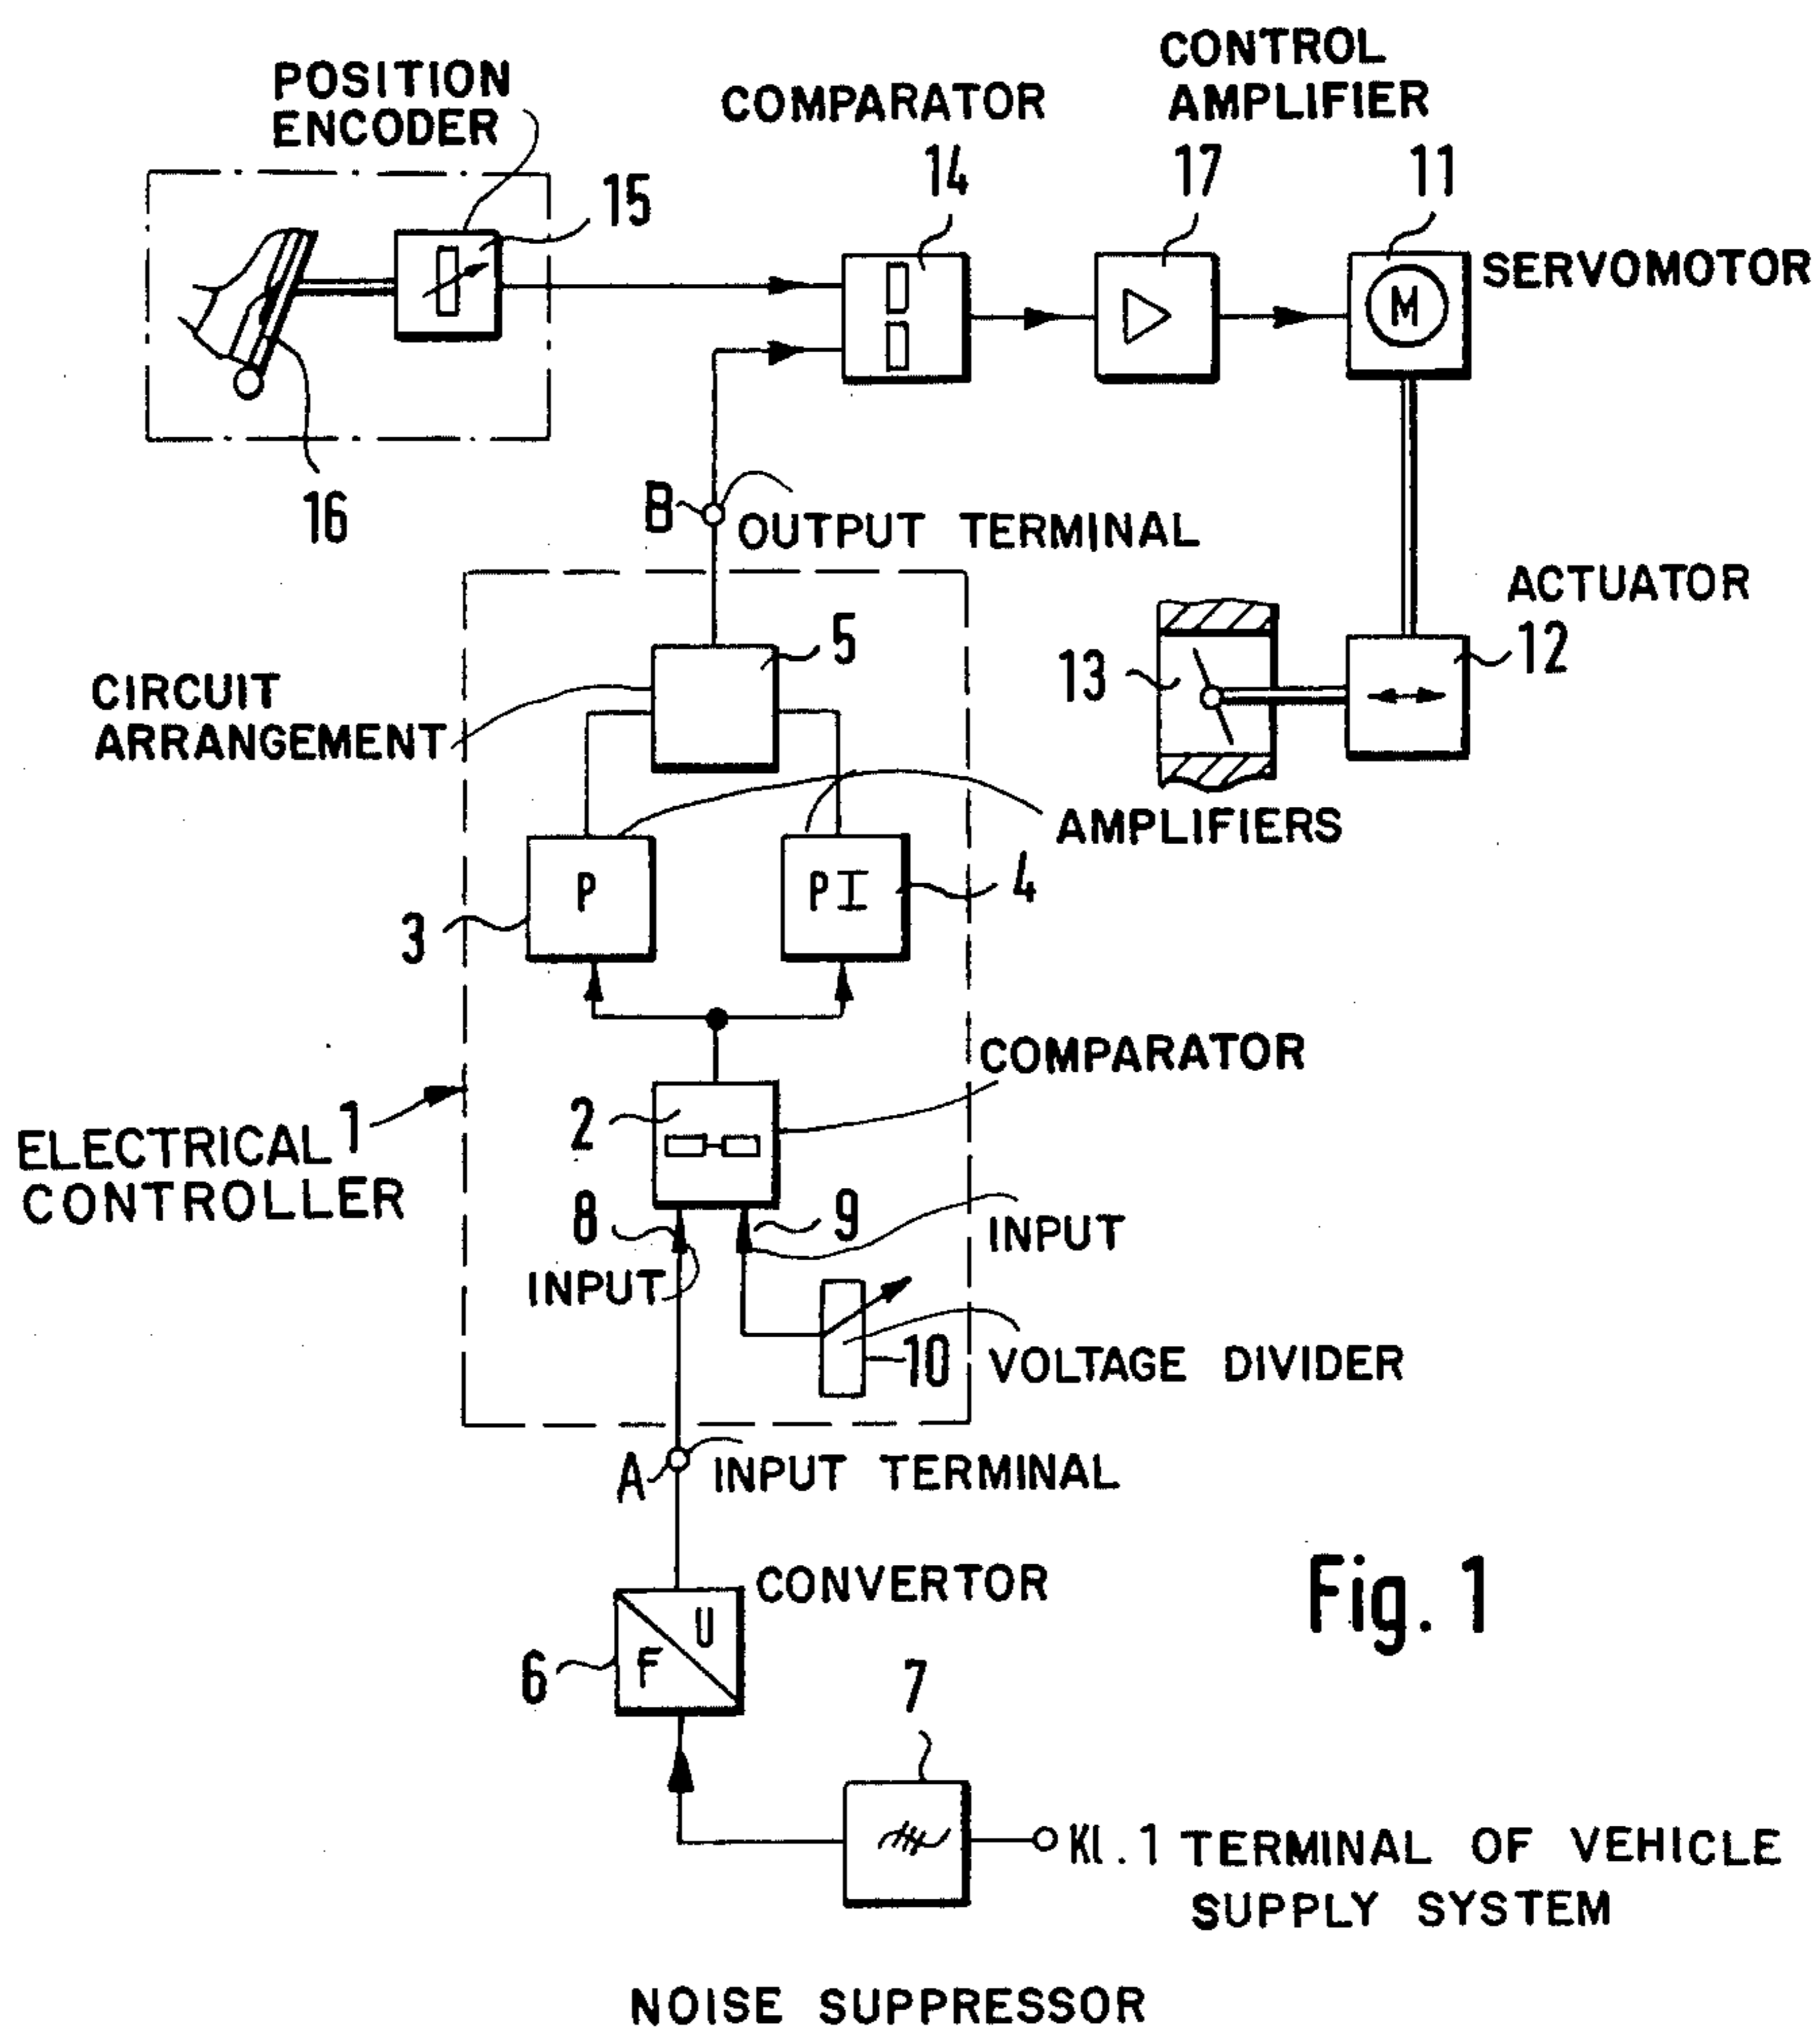 POSITION
ENCODER
15
16
COMPARATOR
14
CONTROL
AMPLIFIER
17
11
SERVOMOTOR
M
B
OUTPUT TERMINAL
ACTUATOR
12
13
5
CIRCUIT
ARRANGEMENT
AMPLIFIERS
P
PI
3
4
COMPARATOR
2
1
ELECTRICAL
CONTROLLER
8
9
INPUT
INPUT
10
VOLTAGE DIVIDER
A
INPUT TERMINAL
CONVERTOR
U
F
6
Fig. 1
7
Kl. 1 TERMINAL OF VEHICLE
SUPPLY SYSTEM
NOISE SUPPRESSOR